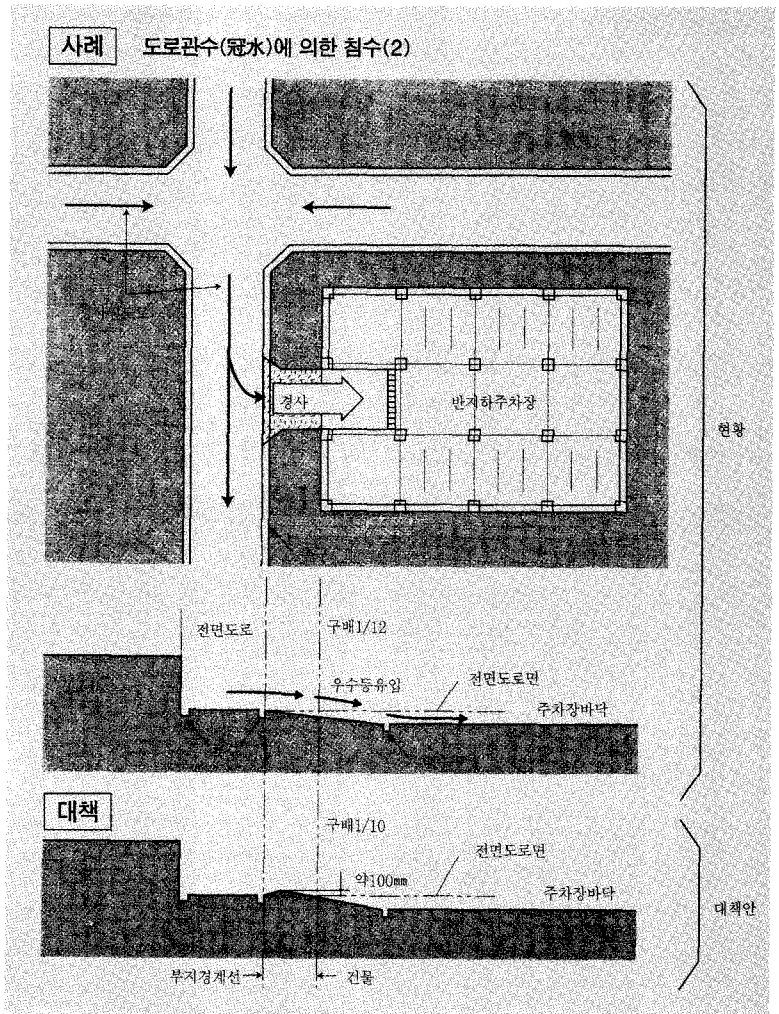 사례
도로관수(冠水)에 의한 침수(2)
경사
반지하주차장
현황
전면도로
구배1/12
우수등유입
전면도로면
주차장바닥
대책
구배1/10
약100㎜
전면도로면
주차장바닥
대책안
부지경계선
건물